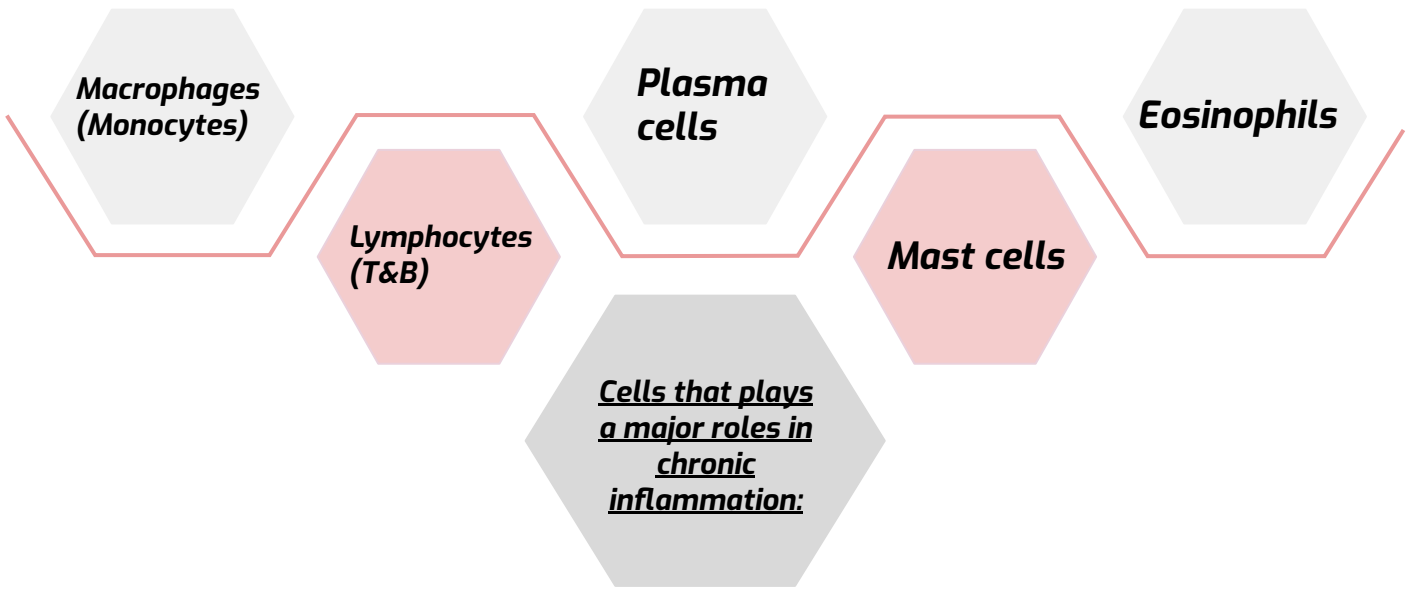 Macrophages
(Monocytes)
Lymphocytes
(T&B)
Plasma
cells
Mast cells
Eosinophils
Cells that plays
a major roles in
chronic
inflammation: